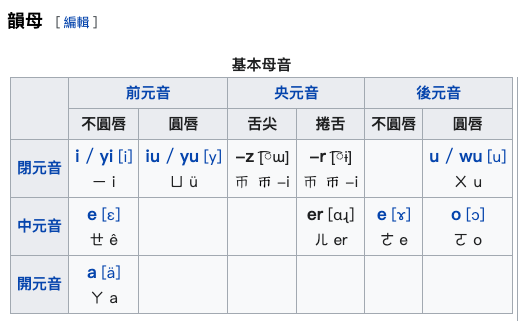 韻母 [編輯]
基本母音
前元音 央元音 後元音
不圓唇 圓唇 舌尖 捲舌 不圓唇 圓唇
閉元音 i / yi [i] iu / yu [y] –z –r u / wu [u]
ㄧ i ㄩ ü ㄭ –i ㄭ –i ㄨ u
中元音 e [ɛ] er [ɑɻ] e [ɤ] o [ɔ]
ㄝ ê ㄦ er ㄜ e ㄛ o
開元音 a [ä]
ㄚ a